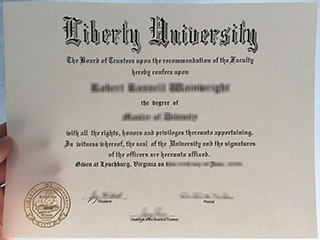 Liberty University
The Board of Trustees upon the recommendation of the Faculty
hereby confers upon
Robert Russell Wainwright
the degree of
Master of Divinity
with all the rights, honors and privileges thereunto appertaining.
In witness whereof, the seal of the University and the signatures
of the officers are hereunto affixed.
Given at Lynchburg, Virginia on
President
Chairman of the Board of Trustees